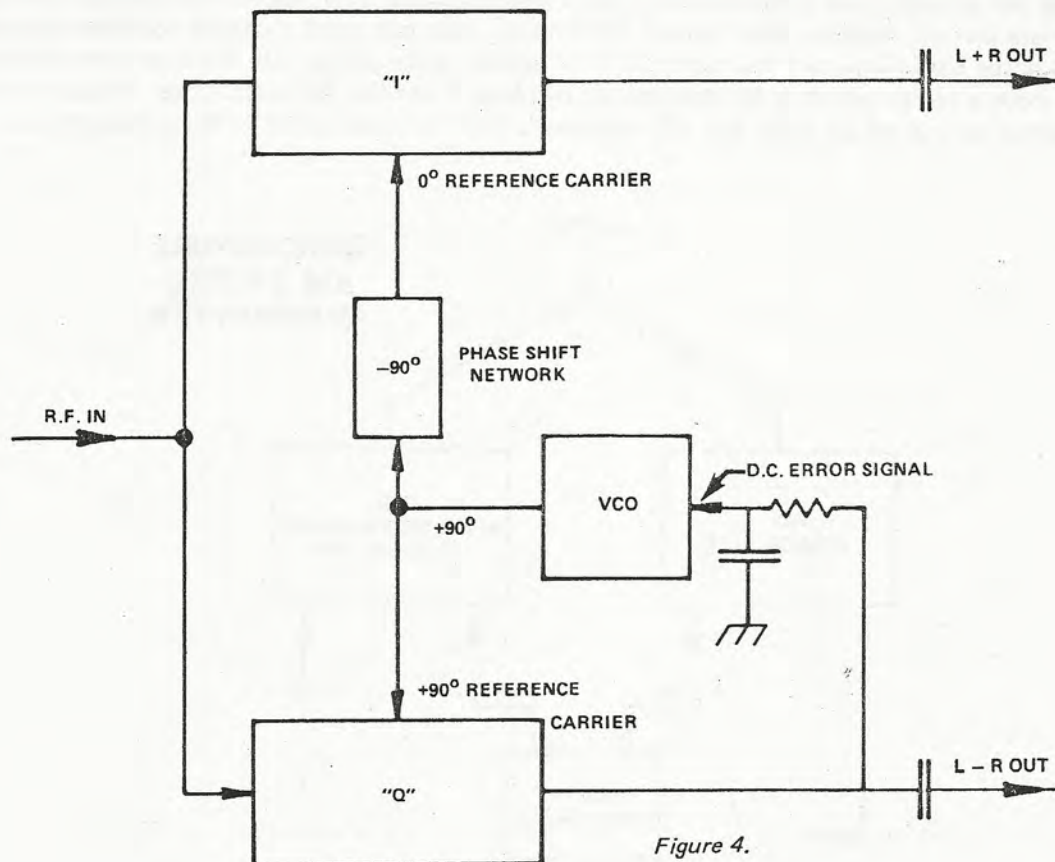 "I"
L + R OUT
0° REFERENCE CARRIER
–90°
PHASE SHIFT
NETWORK
R.F. IN
D.C. ERROR SIGNAL
VCO
+90°
+90° REFERENCE
CARRIER
"Q"
L – R OUT
Figure 4.